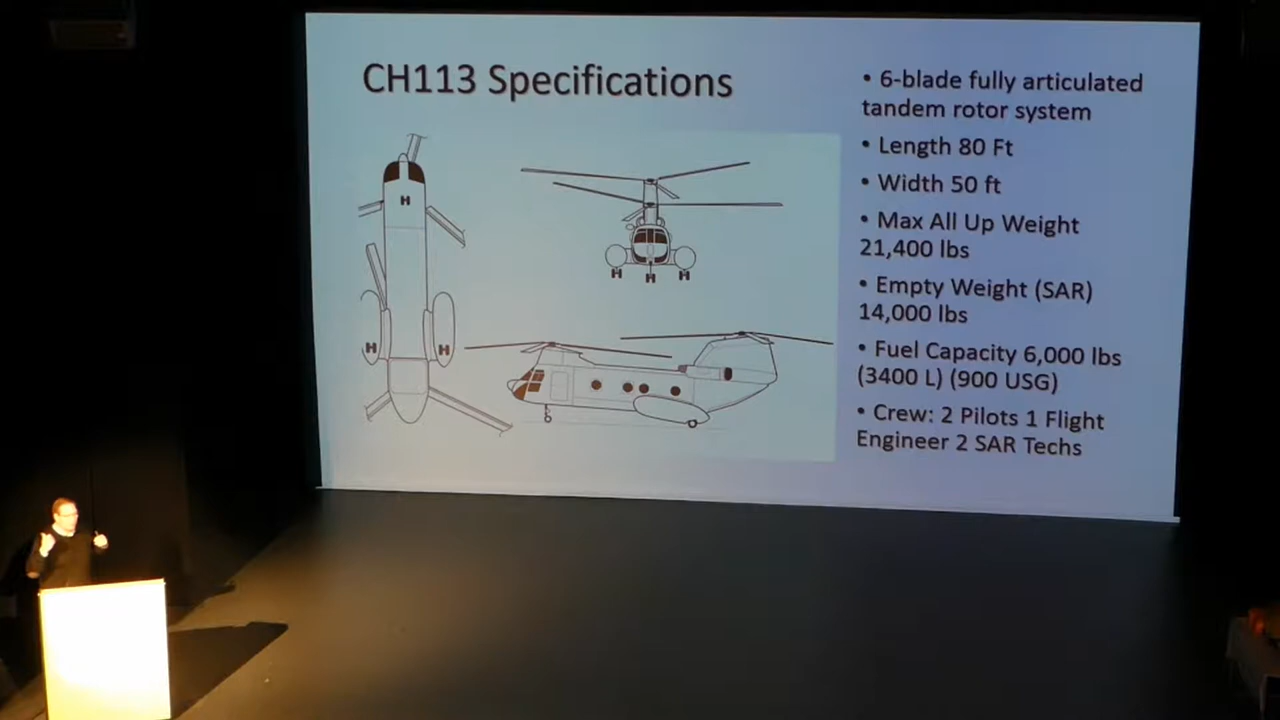 CH113 Specifications
• 6-blade fully articulated
tandem rotor system
• Length 80 Ft
• Width 50 ft
• Max All Up Weight
21,400 lbs
• Empty Weight (SAR)
14,000 lbs
• Fuel Capacity 6,000 lbs
(3400 L) (900 USG)
• Crew: 2 Pilots 1 Flight
Engineer 2 SAR Techs